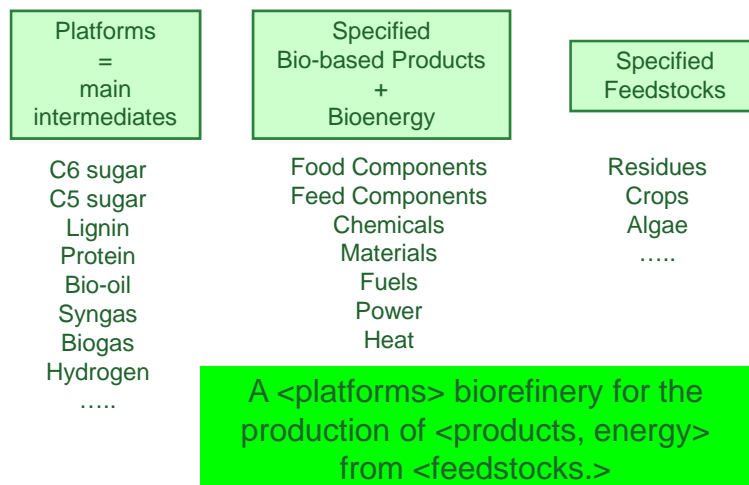 Platforms
=
main
intermediates
C6 sugar
C5 sugar
Lignin
Protein
Bio-oil
Syngas
Biogas
Hydrogen
…..
Specified
Bio-based Products
+
Bioenergy
Food Components
Feed Components
Chemicals
Materials
Fuels
Power
Heat
Specified
Feedstocks
Residues
Crops
Algae
…..
A <platforms> biorefinery for the
production of <products, energy>
from <feedstocks.>